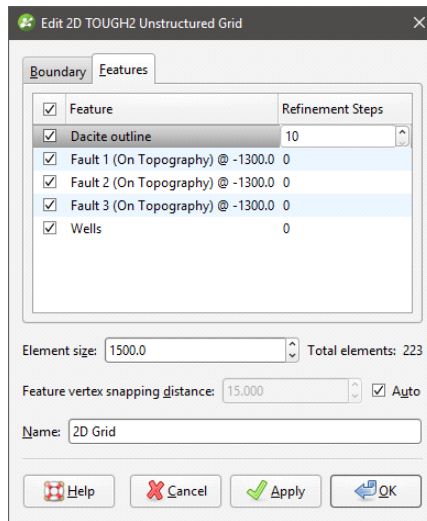 Edit 2D TOUGH2 Unstructured Grid
Boundary Features
Feature Refinement Steps
Dacite outline 10
Fault 1 (On Topography) @ -1300.0 0
Fault 2 (On Topography) @ -1300.0 0
Fault 3 (On Topography) @ -1300.0 0
Wells 0
Element size: 1500.0 Total elements: 223
Feature vertex snapping distance: 15.000 Auto
Name: 2D Grid
Help Cancel Apply OK